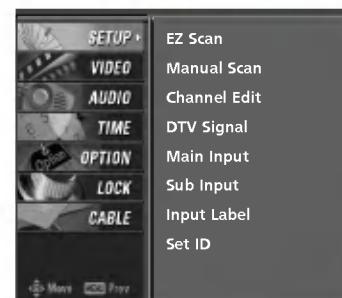 SETUP
VIDEO
AUDIO
TIME
OPTION
LOCK
CABLE
Move MENU Prev
EZ Scan
Manual Scan
Channel Edit
DTV Signal
Main Input
Sub Input
Input Label
Set ID